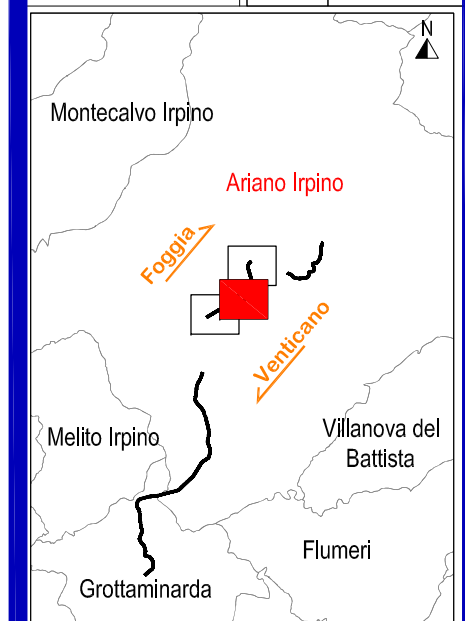 N
Montecalvo Irpino
Ariano Irpino
Foggia
Venticano
Melito Irpino
Villanova del
Battista
Flumeri
Grottaminarda